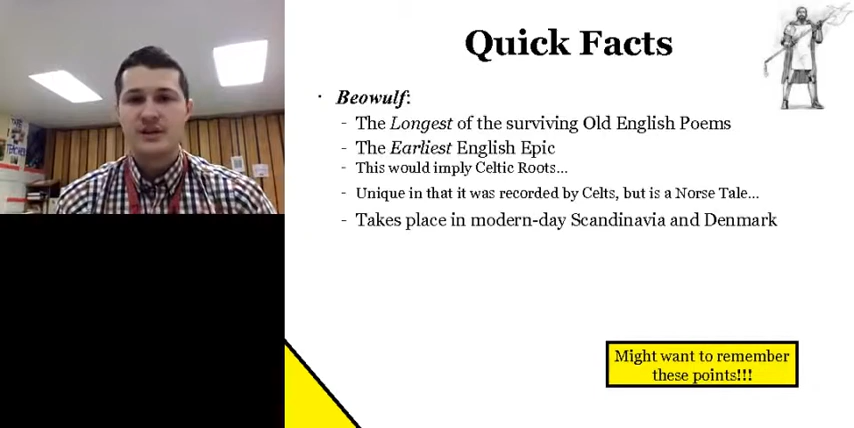 Quick Facts
· Beowulf:
- The Longest of the surviving Old English Poems
- The Earliest English Epic
- This would imply Celtic Roots...
- Unique in that it was recorded by Celts, but is a Norse Tale...
- Takes place in modern-day Scandinavia and Denmark
Might want to remember
these points!!!